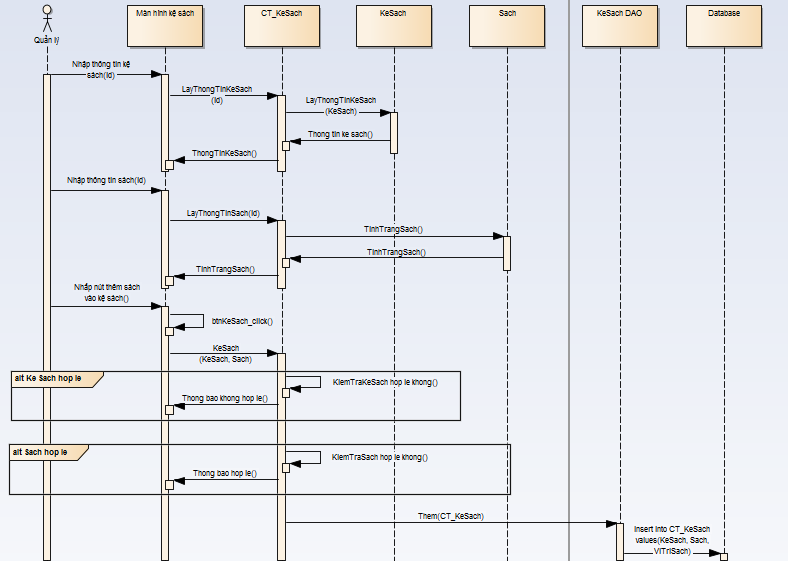 Quản lý
Màn hình kệ sách
CT_KeSach
KeSach
Sach
KeSach DAO
Database
Nhập thông tin kệ
sách(Id)
LayThongTinKeSach
(Id)
LayThongTinKeSach
(KeSach)
Thong tin ke sach()
ThongTinKeSach()
Nhập thông tin sách(Id)
LayThongTinSach(Id)
TinhTrangSach()
TinhTrangSach()
TinhTrangSach()
Nhấp nút thêm sách
vào kệ sách()
btnKeSach_click()
KeSach
(KeSach, Sach)
alt Ke Sach hop le
KiemTraKeSach hop le khong()
Thong bao khong hop le()
alt Sach hop le
KiemTraSach hop le khong()
Thong bao hop le()
Them(CT_KeSach)
Insert into CT_KeSach
values(KeSach, Sach,
ViTriSach)